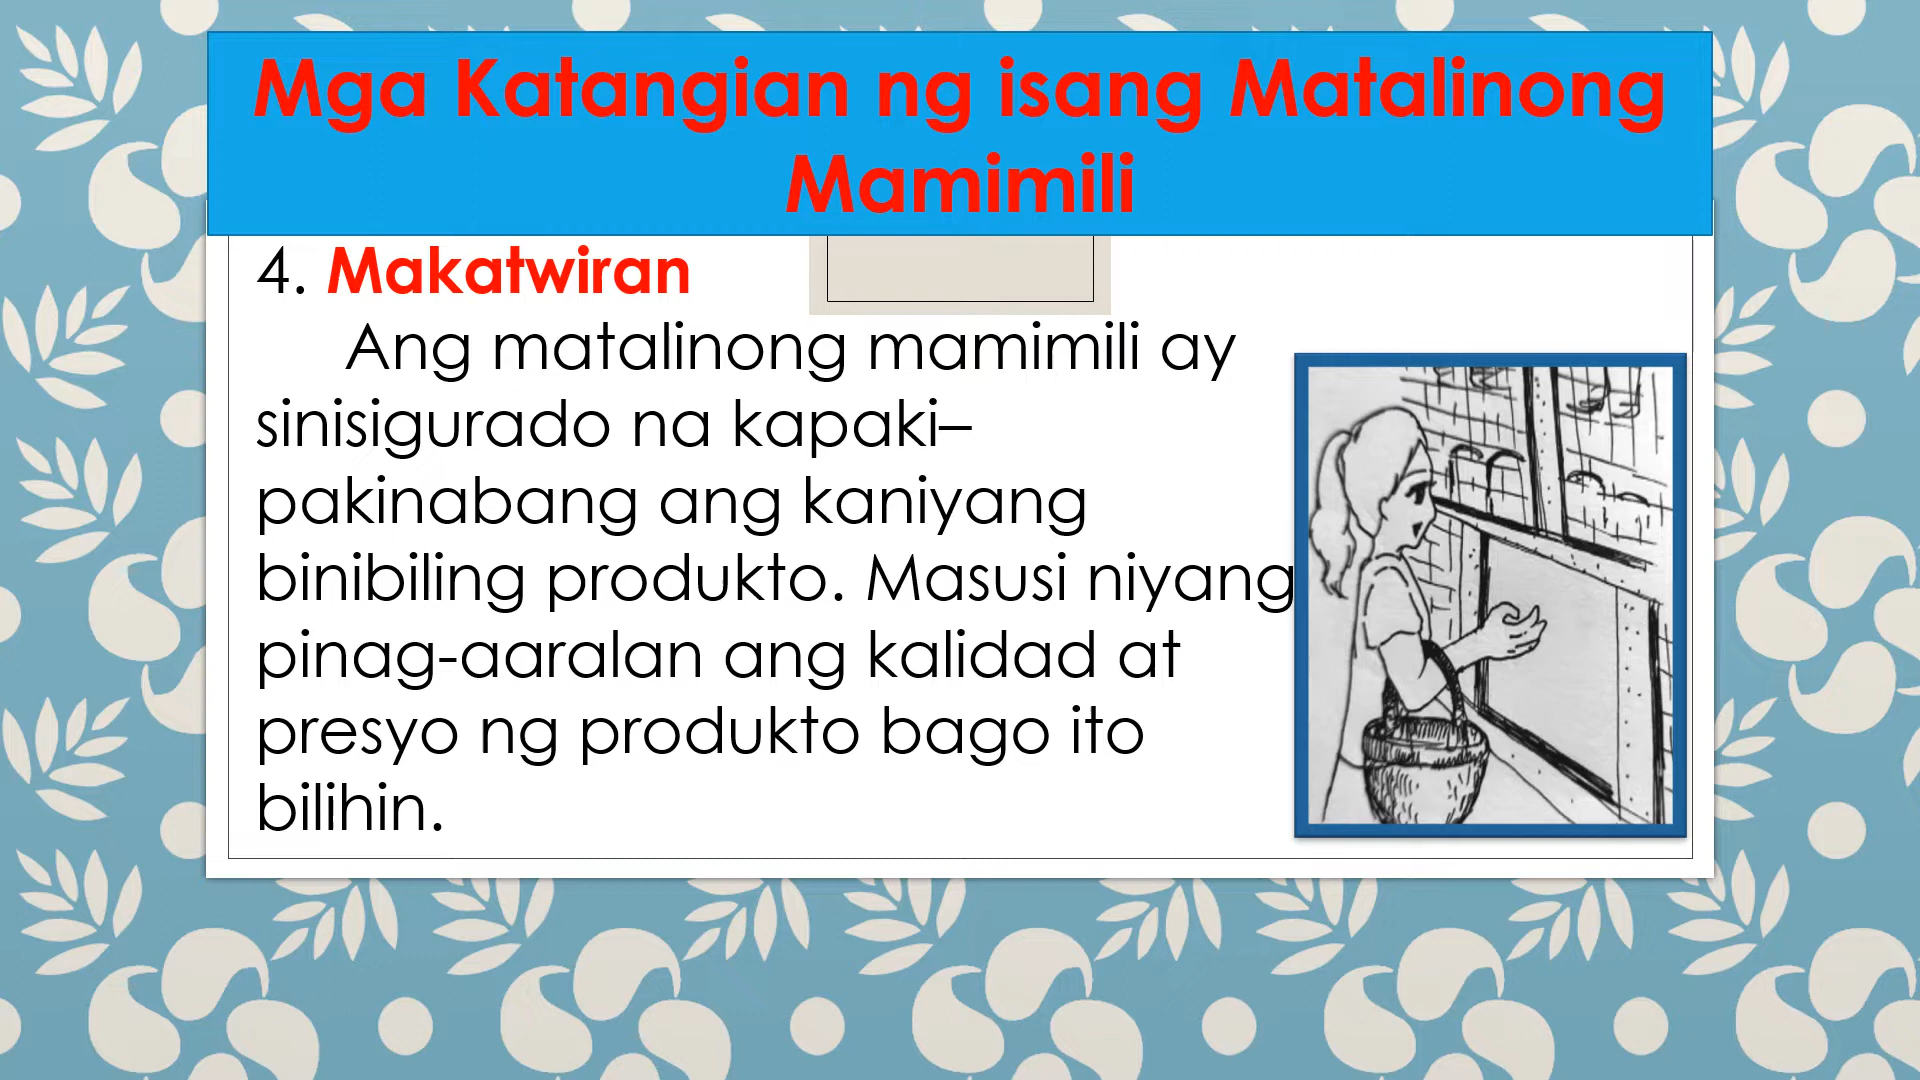 Mga Katangian ng isang Matalinong
Mamimili
4. Makatwiran
Ang matalinong mamimili ay
sinisigurado na kapaki–
pakinabang ang kaniyang
binibiling produkto. Masusi niyang
pinag-aaralan ang kalidad at
presyo ng produkto bago ito
bilihin.